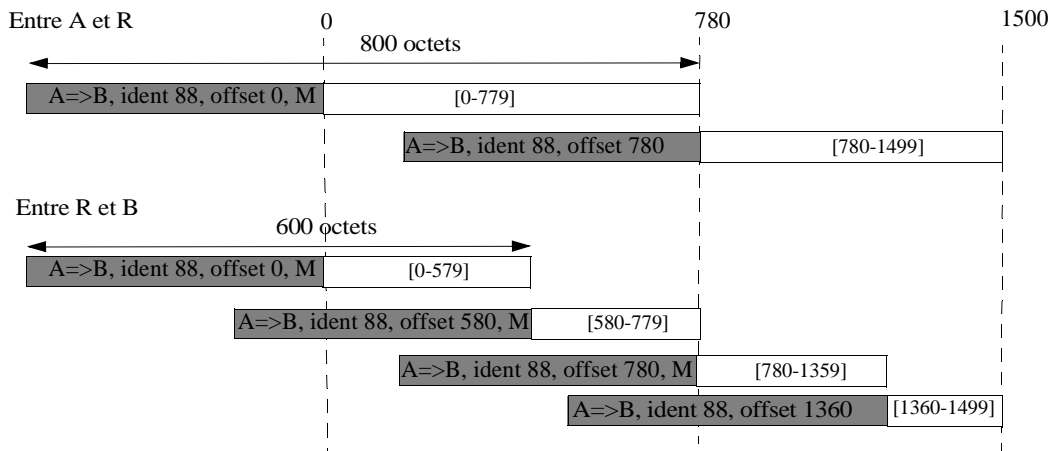 Entre A et R
0
780
1500
800 octets
A=>B, ident 88, offset 0, M
[0-779]
A=>B, ident 88, offset 780
[780-1499]
Entre R et B
600 octets
A=>B, ident 88, offset 0, M
[0-579]
A=>B, ident 88, offset 580, M
[580-779]
A=>B, ident 88, offset 780, M
[780-1359]
A=>B, ident 88, offset 1360
[1360-1499]